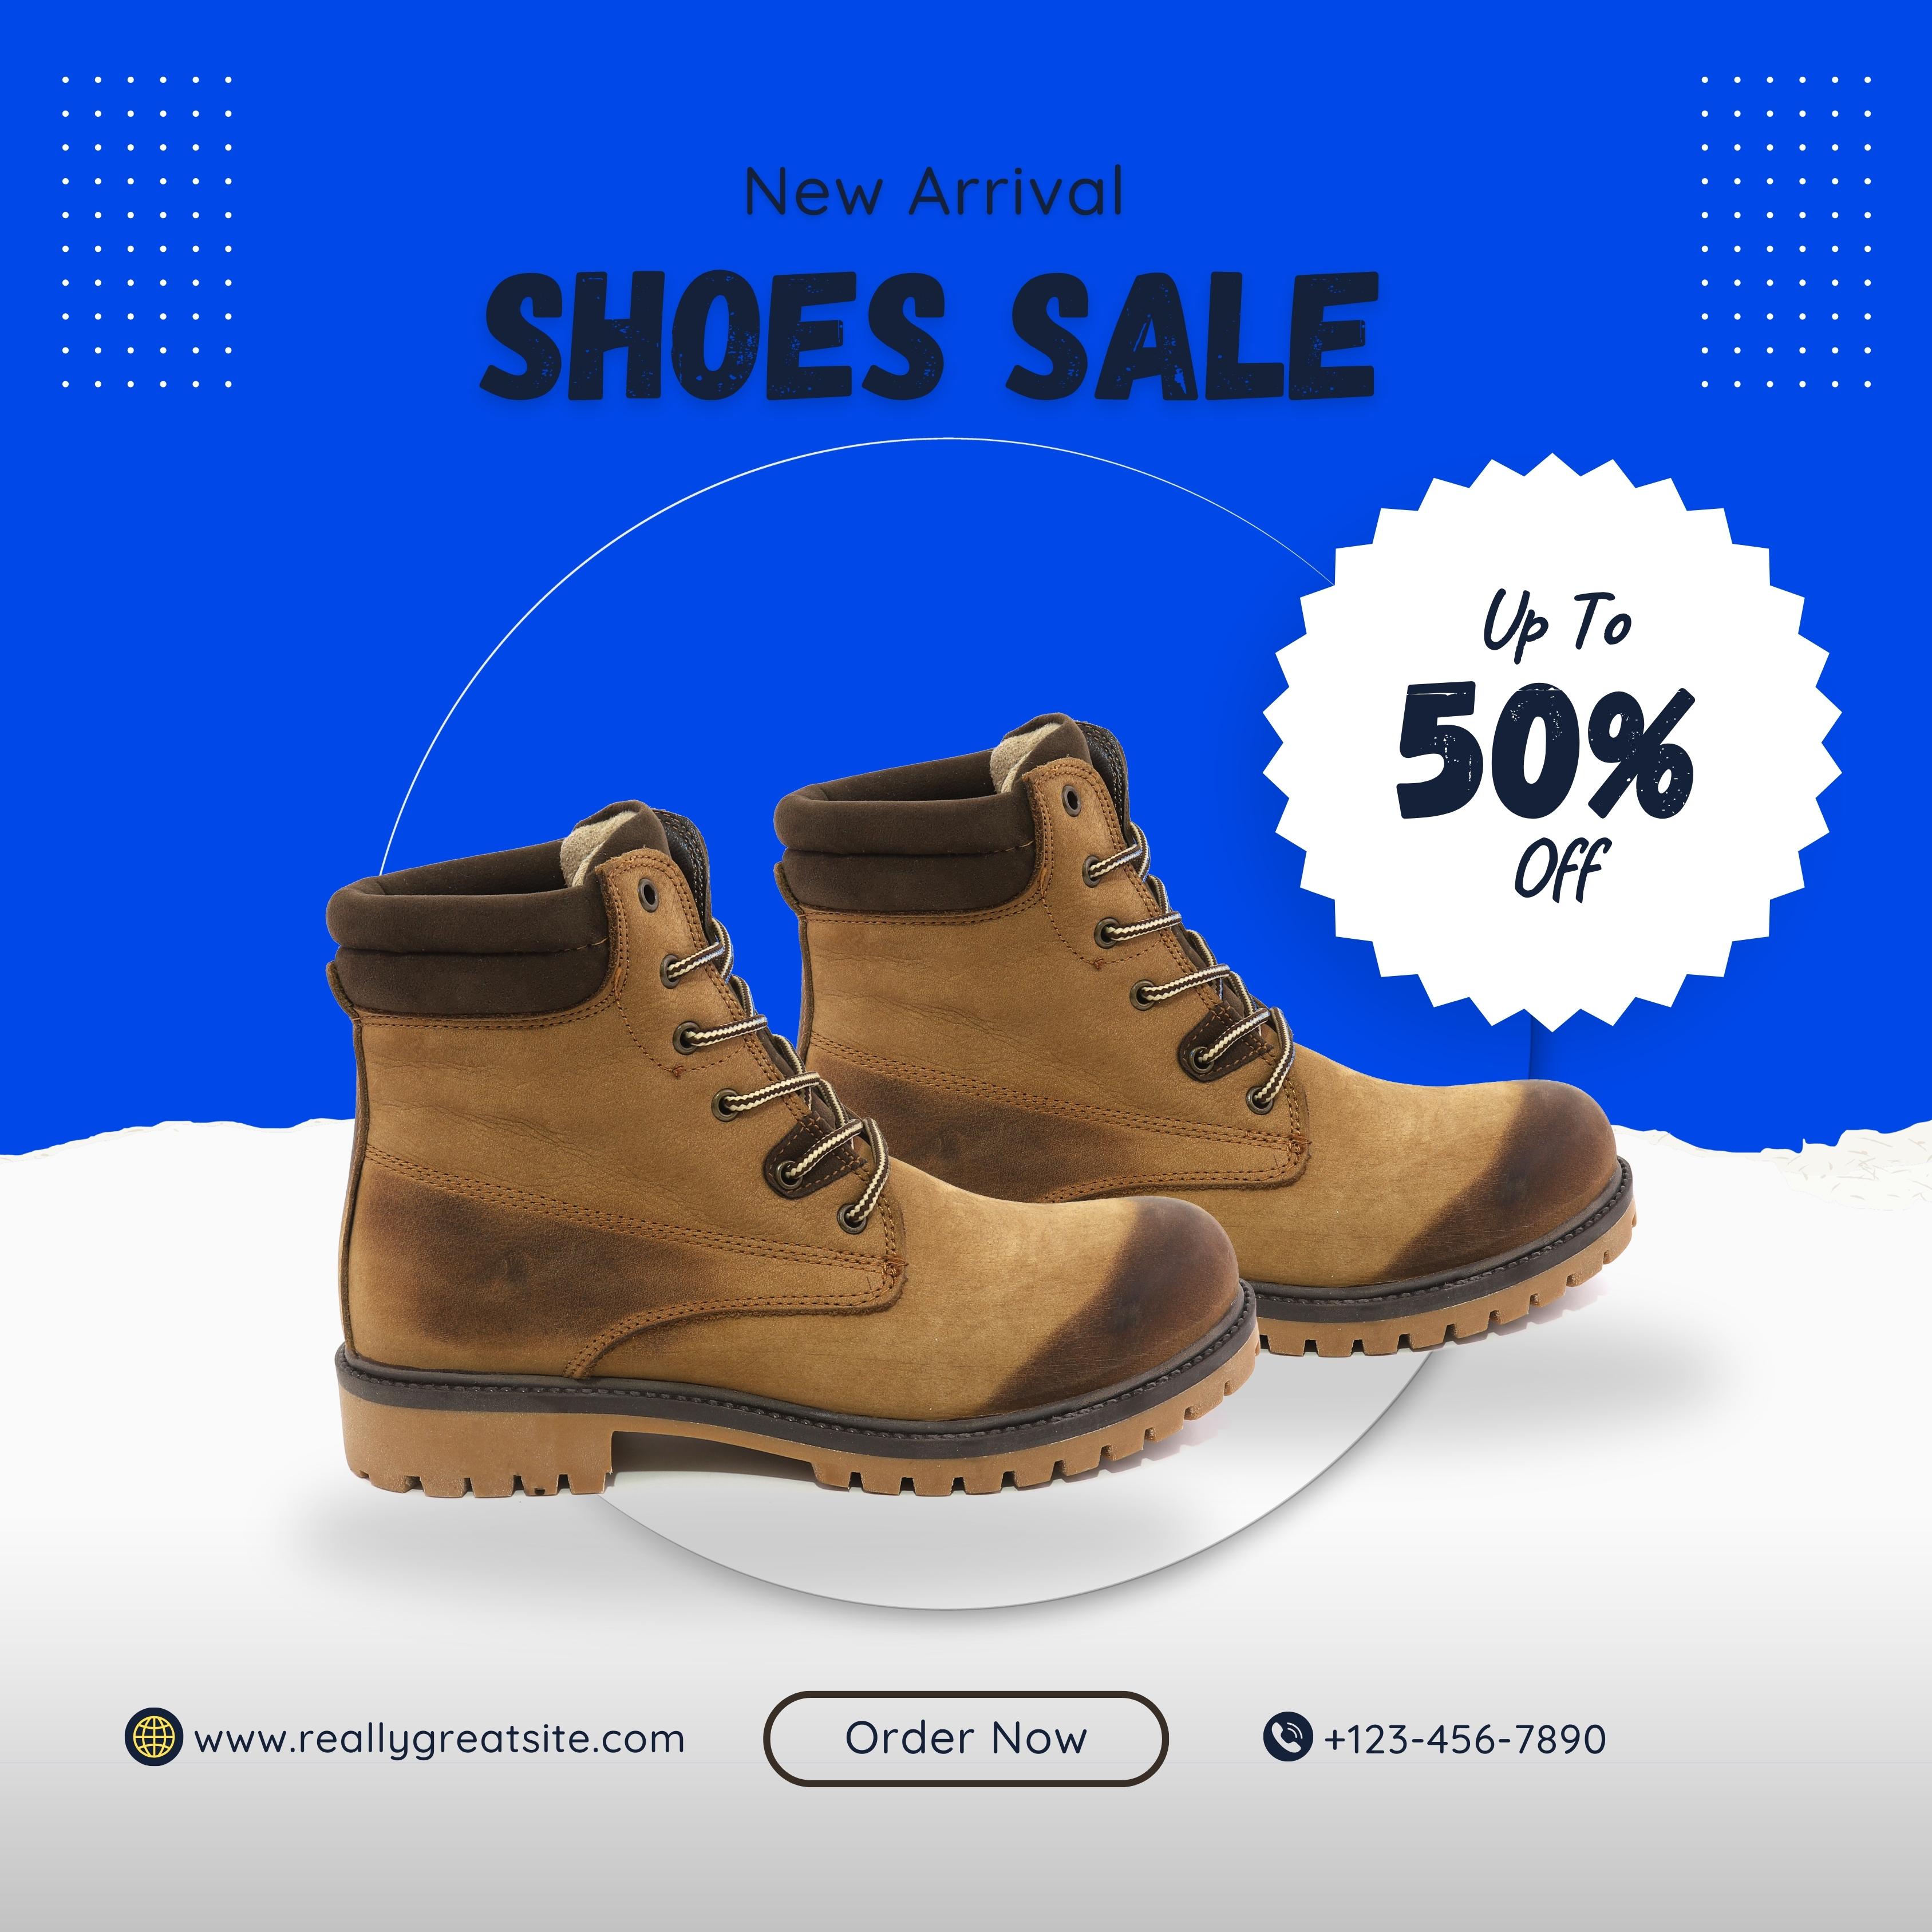 New Arrival
SHOES SALE
Up To
50%
Off
www.reallygreatsite.com
Order Now
+123-456-7890